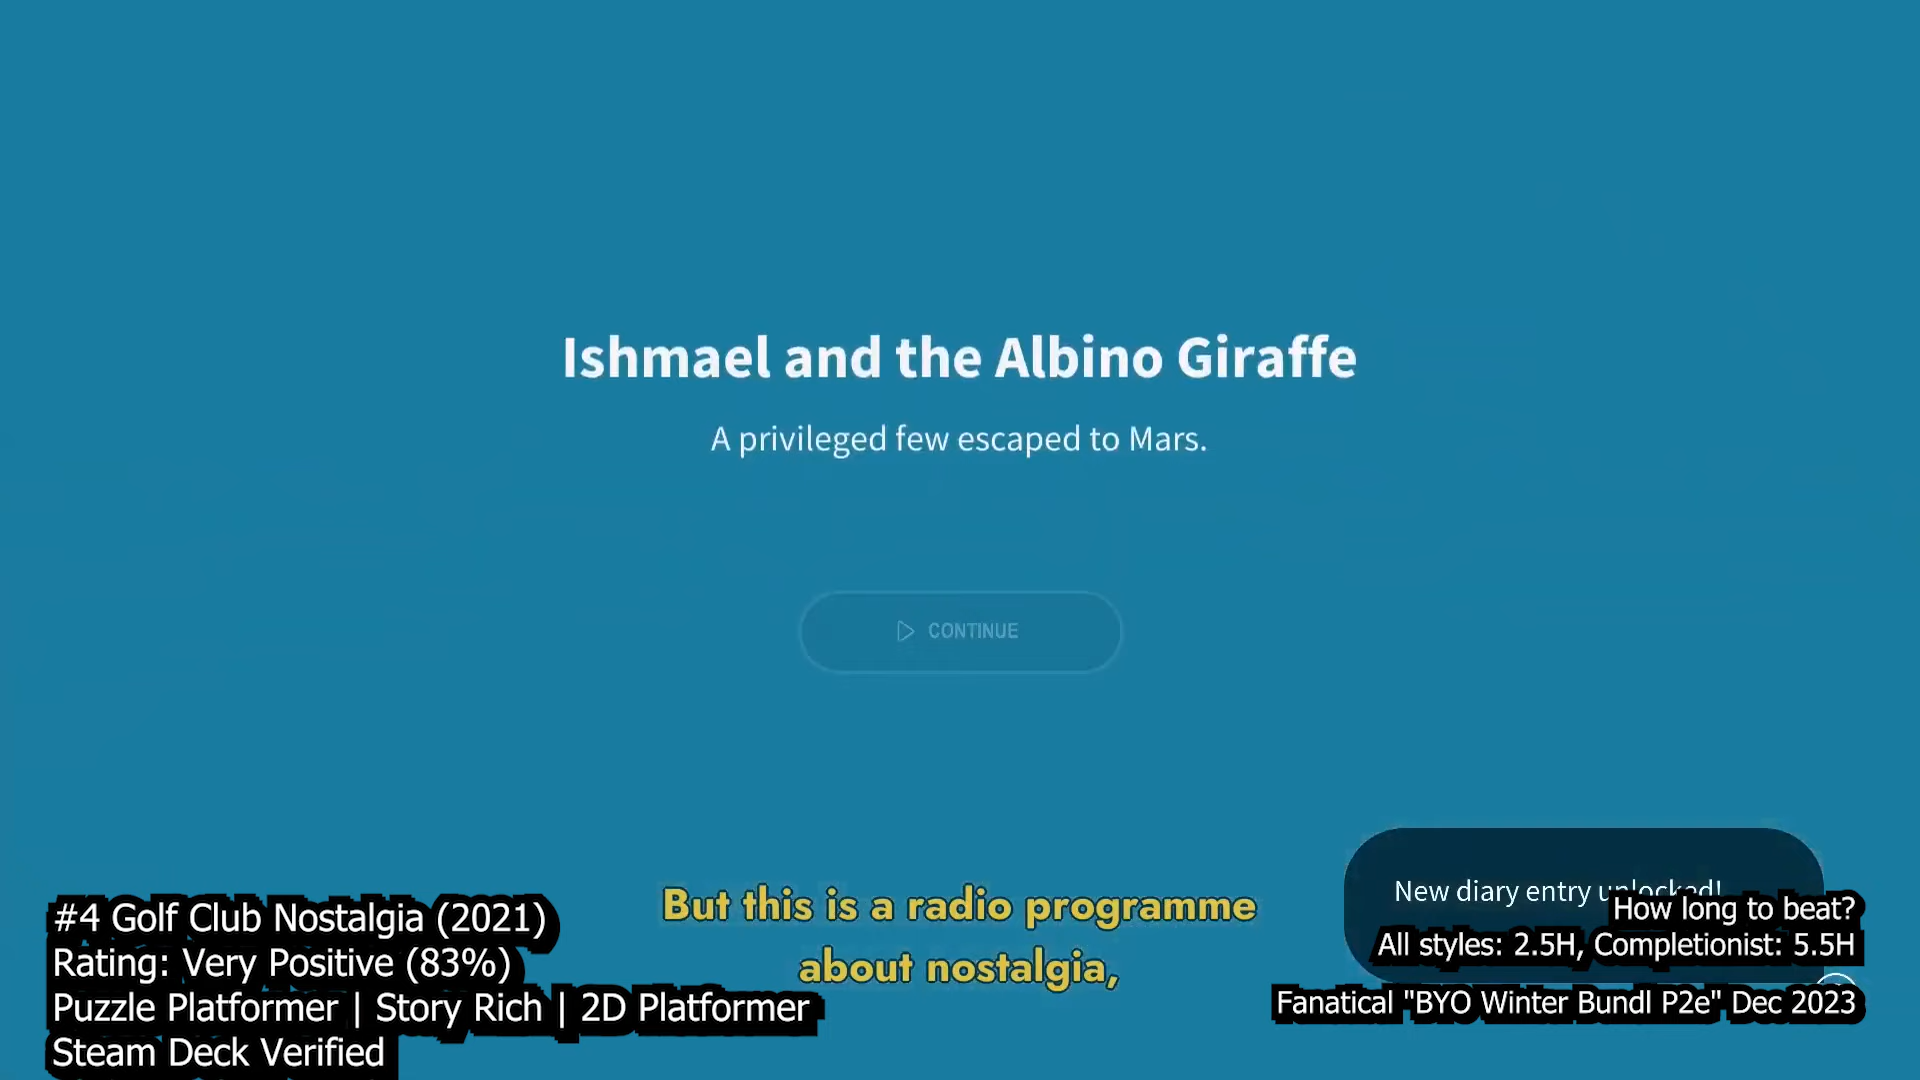 Ishmael and the Albino Giraffe
A privileged few escaped to Mars.
CONTINUE
But this is a radio programme
about nostalgia,
New diary entry unlocked!
#4 Golf Club Nostalgia (2021)
Rating: Very Positive (83%)
Puzzle Platformer | Story Rich | 2D Platformer
Steam Deck Verified
How long to beat?
All styles: 2.5H, Completionist: 5.5H
Fanatical "BYO Winter Bundl P2e" Dec 2023